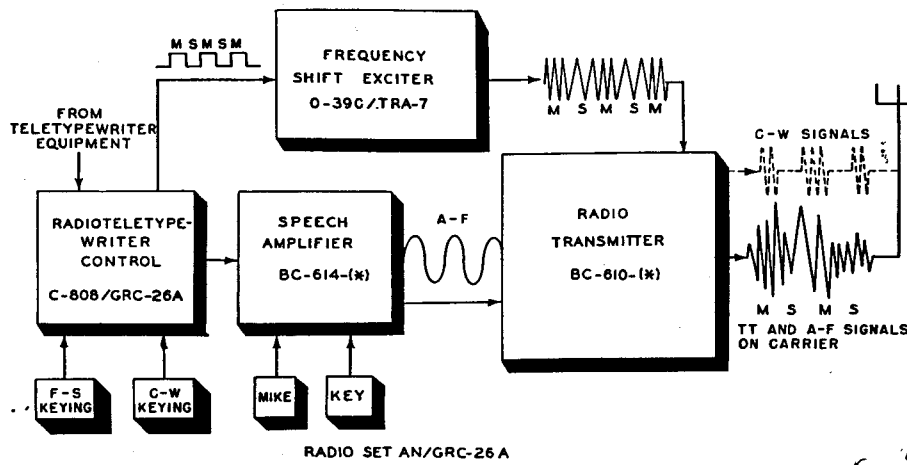 M S M S M
FREQUENCY
SHIFT EXCITER
O-39C/TRA-7
M S M S M
FROM
TELETYPEWRITER
EQUIPMENT
C-W SIGNALS
RADIOTELETYPE-
WRITER
CONTROL
C-808/GRC-26A
SPEECH
AMPLIFIER
BC-614-(*)
A-F
RADIO
TRANSMITTER
BC-610-(*)
M S M S
TT AND A-F SIGNALS
ON CARRIER
F-S
KEYING
C-W
KEYING
MIKE
KEY
RADIO SET AN/GRC-26A